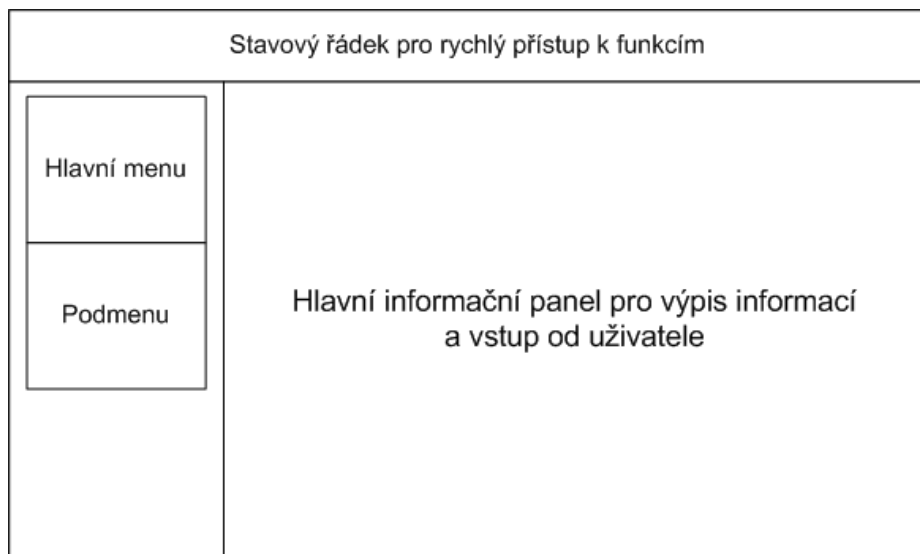 Stavový řádek pro rychlý přístup k funkcím
Hlavní menu
Podmenu
Hlavní informační panel pro výpis informací
a vstup od uživatele